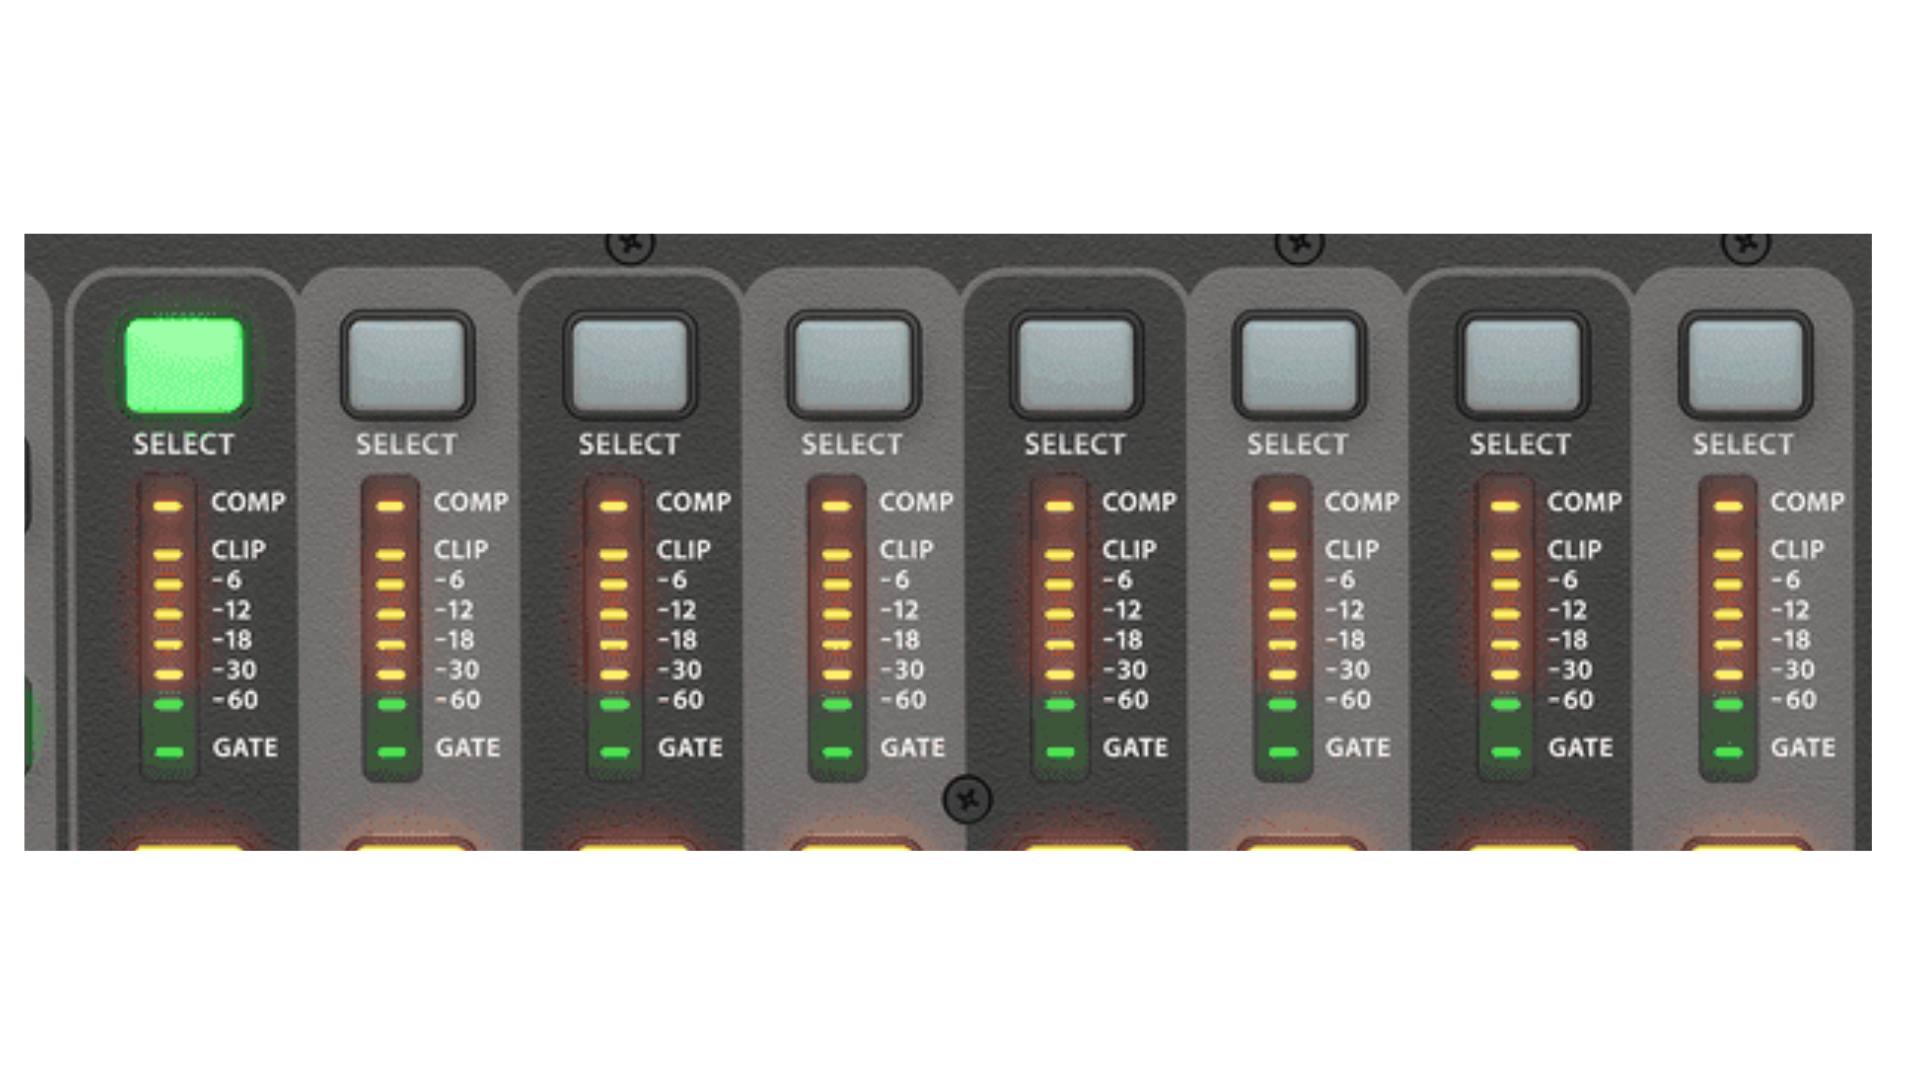 SELECT SELECT SELECT SELECT SELECT SELECT SELECT SELECT
COMP COMP COMP COMP COMP COMP COMP COMP
CLIP CLIP CLIP CLIP CLIP CLIP CLIP CLIP
-6 -6 -6 -6 -6 -6 -6 -6
-12 -12 -12 -12 -12 -12 -12 -12
-18 -18 -18 -18 -18 -18 -18 -18
-30 -30 -30 -30 -30 -30 -30 -30
-60 -60 -60 -60 -60 -60 -60 -60
GATE GATE GATE GATE GATE GATE GATE GATE